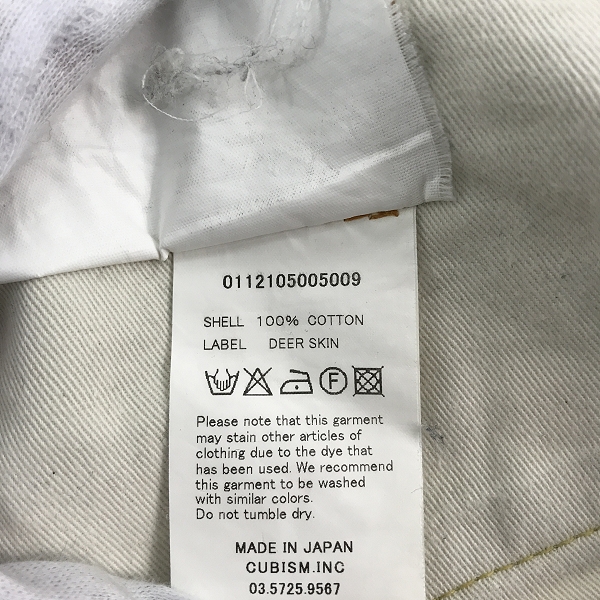 0112105005009
SHELL 100% COTTON
LABEL DEER SKIN
F
Please note that this garment
may stain other articles of
clothing due to the dye that
has been used. We recommend
this garment to be washed
with similar colors.
Do not tumble dry.
MADE IN JAPAN
CUBISM.INC
03.5725.9567